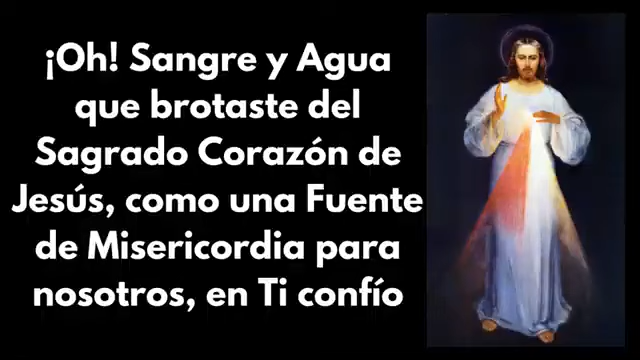 ¡Oh! Sangre y Agua
que brotaste del
Sagrado Corazón de
Jesús, como una Fuente
de Misericordia para
nosotros, en Ti confío